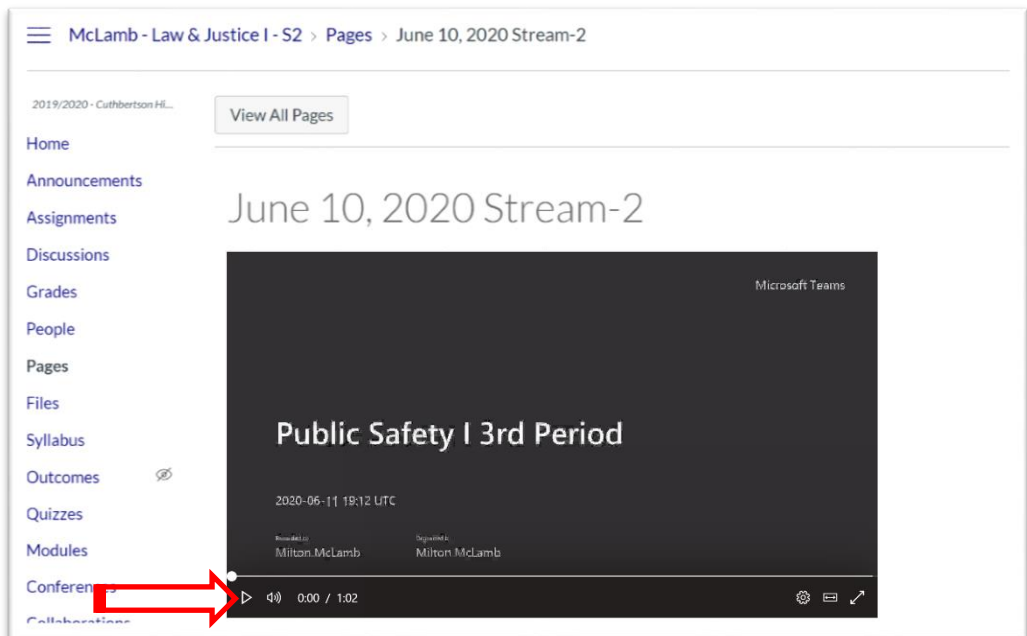 McLamb - Law & Justice I - S2 > Pages > June 10, 2020 Stream-2
2019/2020 - Cuthbertson Hi...
View All Pages
Home
Announcements
Assignments
Discussions
Grades
People
Pages
Files
Syllabus
Outcomes
Quizzes
Modules
June 10, 2020 Stream-2
Microsoft Teams
Public Safety I 3rd Period
2020-06-11 19:12 UTC
Milton.McLamb
Milton McLamb
0:00 / 1:02